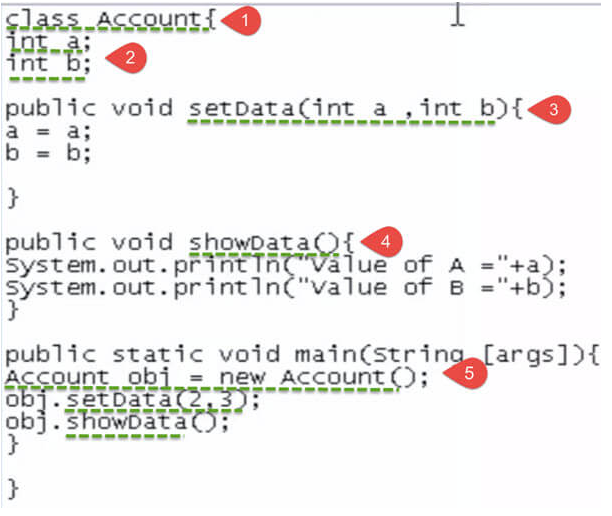 class Account{ 1
int a;
int b; 2
public void setData(int a ,int b){ 3
a = a;
b = b;
}
public void showData(){ 4
System.out.println("Value of A ="+a);
System.out.println("Value of B ="+b);
}
public static void main(String [args]){
Account obj = new Account(); 5
obj.setData(2,3);
obj.showData();
}
}